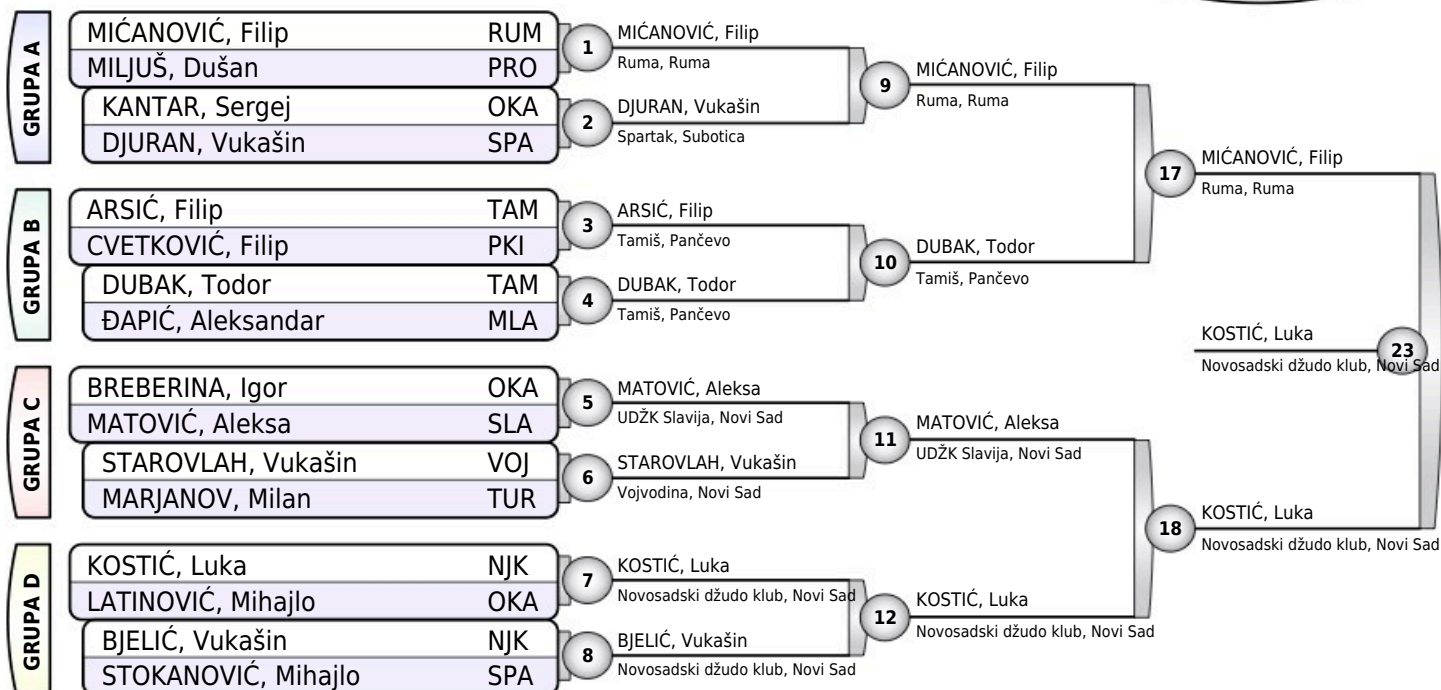 GRUPA A
MIĆANOVIĆ, Filip RUM
MILJUŠ, Dušan PRO
KANTAR, Sergej OKA
DJURAN, Vukašin SPA
GRUPA B
ARSIĆ, Filip TAM
CVETKOVIĆ, Filip PKI
DUBAK, Todor TAM
ĐAPIĆ, Aleksandar MLA
GRUPA C
BREBERINA, Igor OKA
MATOVIĆ, Aleksa SLA
STAROVLAH, Vukašin VOJ
MARJANOV, Milan TUR
GRUPA D
KOSTIĆ, Luka NJK
LATINOVIĆ, Mihajlo OKA
BJELIĆ, Vukašin NJK
STOKANOVIĆ, Mihajlo SPA
1
MIĆANOVIĆ, Filip
Ruma, Ruma
2
DJURAN, Vukašin
Spartak, Subotica
3
ARSIĆ, Filip
Tamiš, Pančevo
4
DUBAK, Todor
Tamiš, Pančevo
5
MATOVIĆ, Aleksa
UDŽK Slavija, Novi Sad
6
STAROVLAH, Vukašin
Vojvodina, Novi Sad
7
KOSTIĆ, Luka
Novosadski džudo klub, Novi Sad
8
BJELIĆ, Vukašin
Novosadski džudo klub, Novi Sad
9
MIĆANOVIĆ, Filip
Ruma, Ruma
10
DUBAK, Todor
Tamiš, Pančevo
11
MATOVIĆ, Aleksa
UDŽK Slavija, Novi Sad
12
KOSTIĆ, Luka
Novosadski džudo klub, Novi Sad
17
MIĆANOVIĆ, Filip
Ruma, Ruma
18
KOSTIĆ, Luka
Novosadski džudo klub, Novi Sad
23
KOSTIĆ, Luka
Novosadski džudo klub, Novi Sad